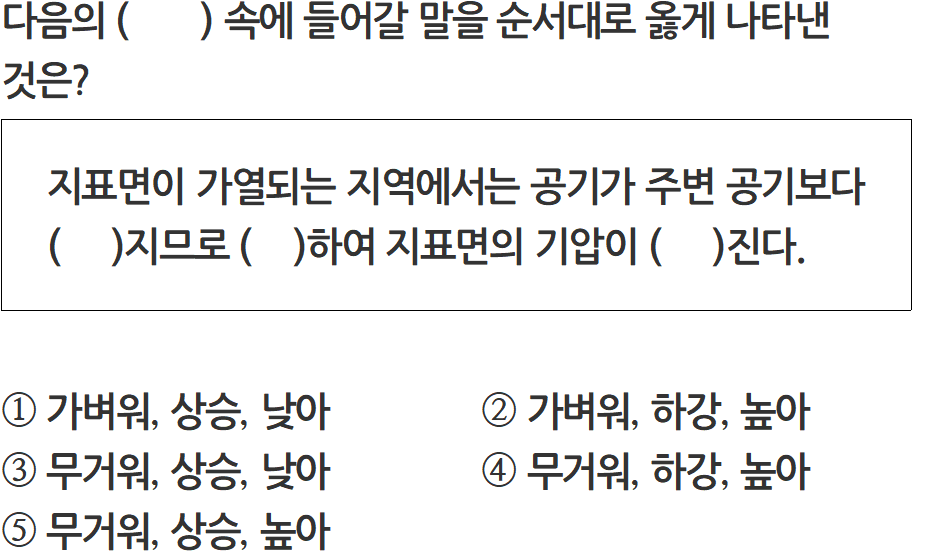 다음의 (      ) 속에 들어갈 말을 순서대로 옳게 나타낸
것은?
지표면이 가열되는 지역에서는 공기가 주변 공기보다
(    )지므로 (    )하여 지표면의 기압이 (    )진다.
① 가벼워, 상승, 낮아 ② 가벼워, 하강, 높아
③ 무거워, 상승, 낮아 ④ 무거워, 하강, 높아
⑤ 무거워, 상승, 높아